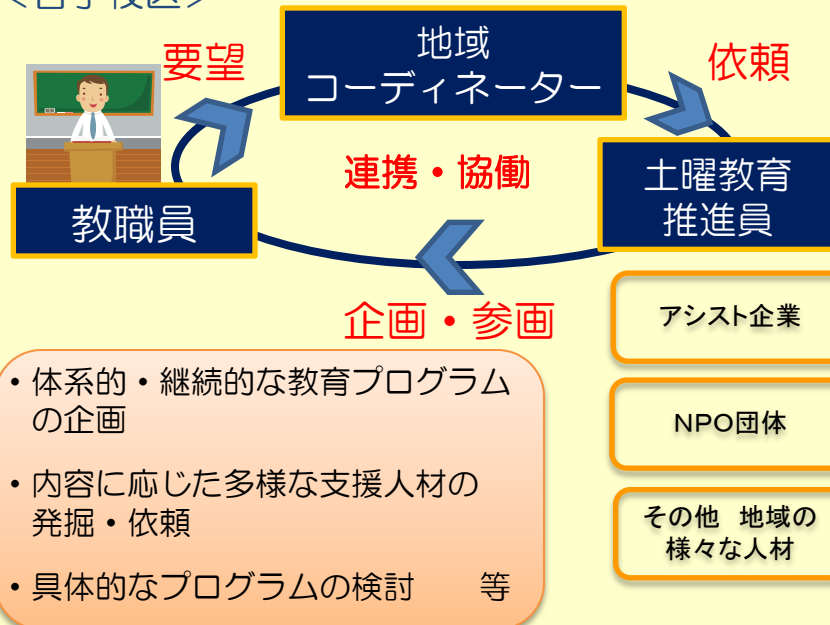 ＜各学校区＞
要望
地域
コーディネーター
依頼
連携・協働
教職員
土曜教育
推進員
企画・参画
アシスト企業
NPO団体
その他　地域の
様々な人材
・体系的・継続的な教育プログラム
の企画
・内容に応じた多様な支援人材の
発掘・依頼
・具体的なプログラムの検討　　等